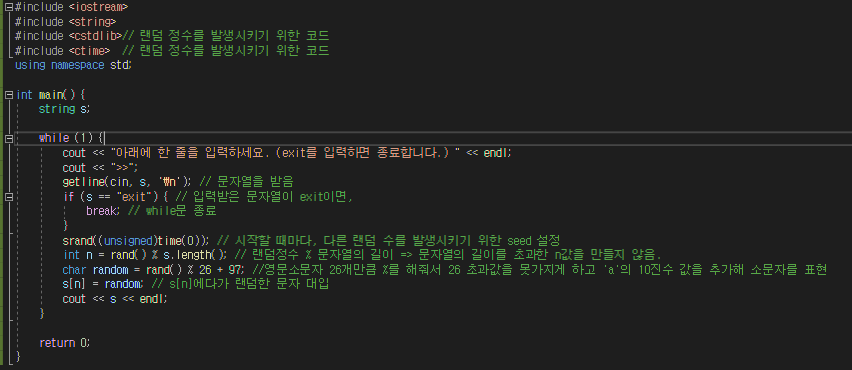 #include <iostream>
#include <string>
#include <cstdlib>// 랜덤 정수를 발생시키기 위한 코드
#include <ctime>  // 랜덤 정수를 발생시키기 위한 코드
using namespace std;

int main() {
    string s;

    while (1) {
        cout << "아래에 한 줄을 입력하세요. (exit를 입력하면 종료합니다.) " << endl;
        cout << ">>";
        getline(cin, s, '\n'); // 문자열을 받음
        if (s == "exit") { // 입력받은 문자열이 exit이면,
            break; // while문 종료
        }
        srand((unsigned)time(0)); // 시작할 때마다, 다른 랜덤 수를 발생시키기 위한 seed 설정
        int n = rand() % s.length(); // 랜덤정수 % 문자열의 길이 => 문자열의 길이를 초과한 n값을 만들지 않음.
        char random = rand() % 26 + 97; //영문소문자 26개만큼 %를 해줘서 26 초과값을 못가지게 하고 'a'의 10진수 값을 추가해 소문자를 표현
        s[n] = random; // s[n]에다가 랜덤한 문자 대입
        cout << s << endl;
    }

    return 0;
}